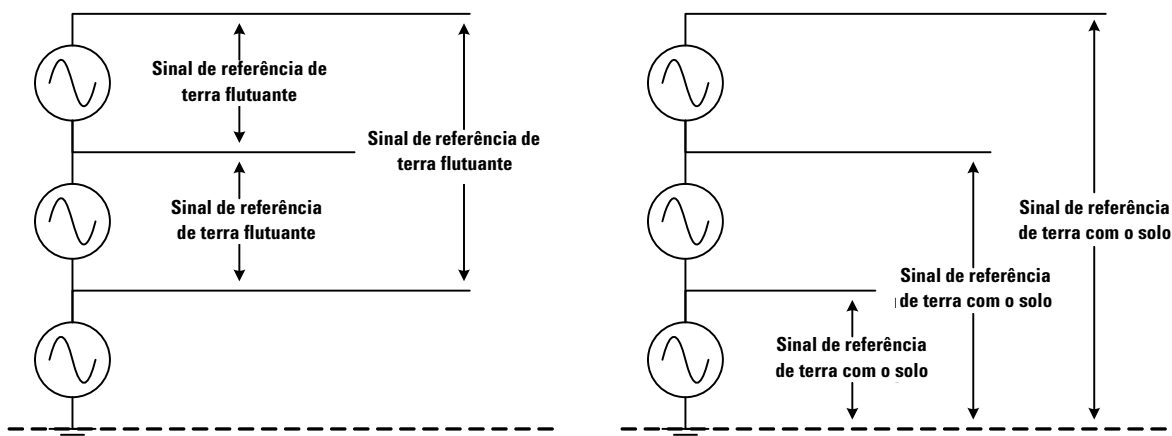 Sinal de referência de
terra flutuante
Sinal de referência de
terra flutuante
Sinal de referência
de terra flutuante
Sinal de referência
de terra com o solo
Sinal de referência
de terra com o solo
Sinal de referência
de terra com o solo